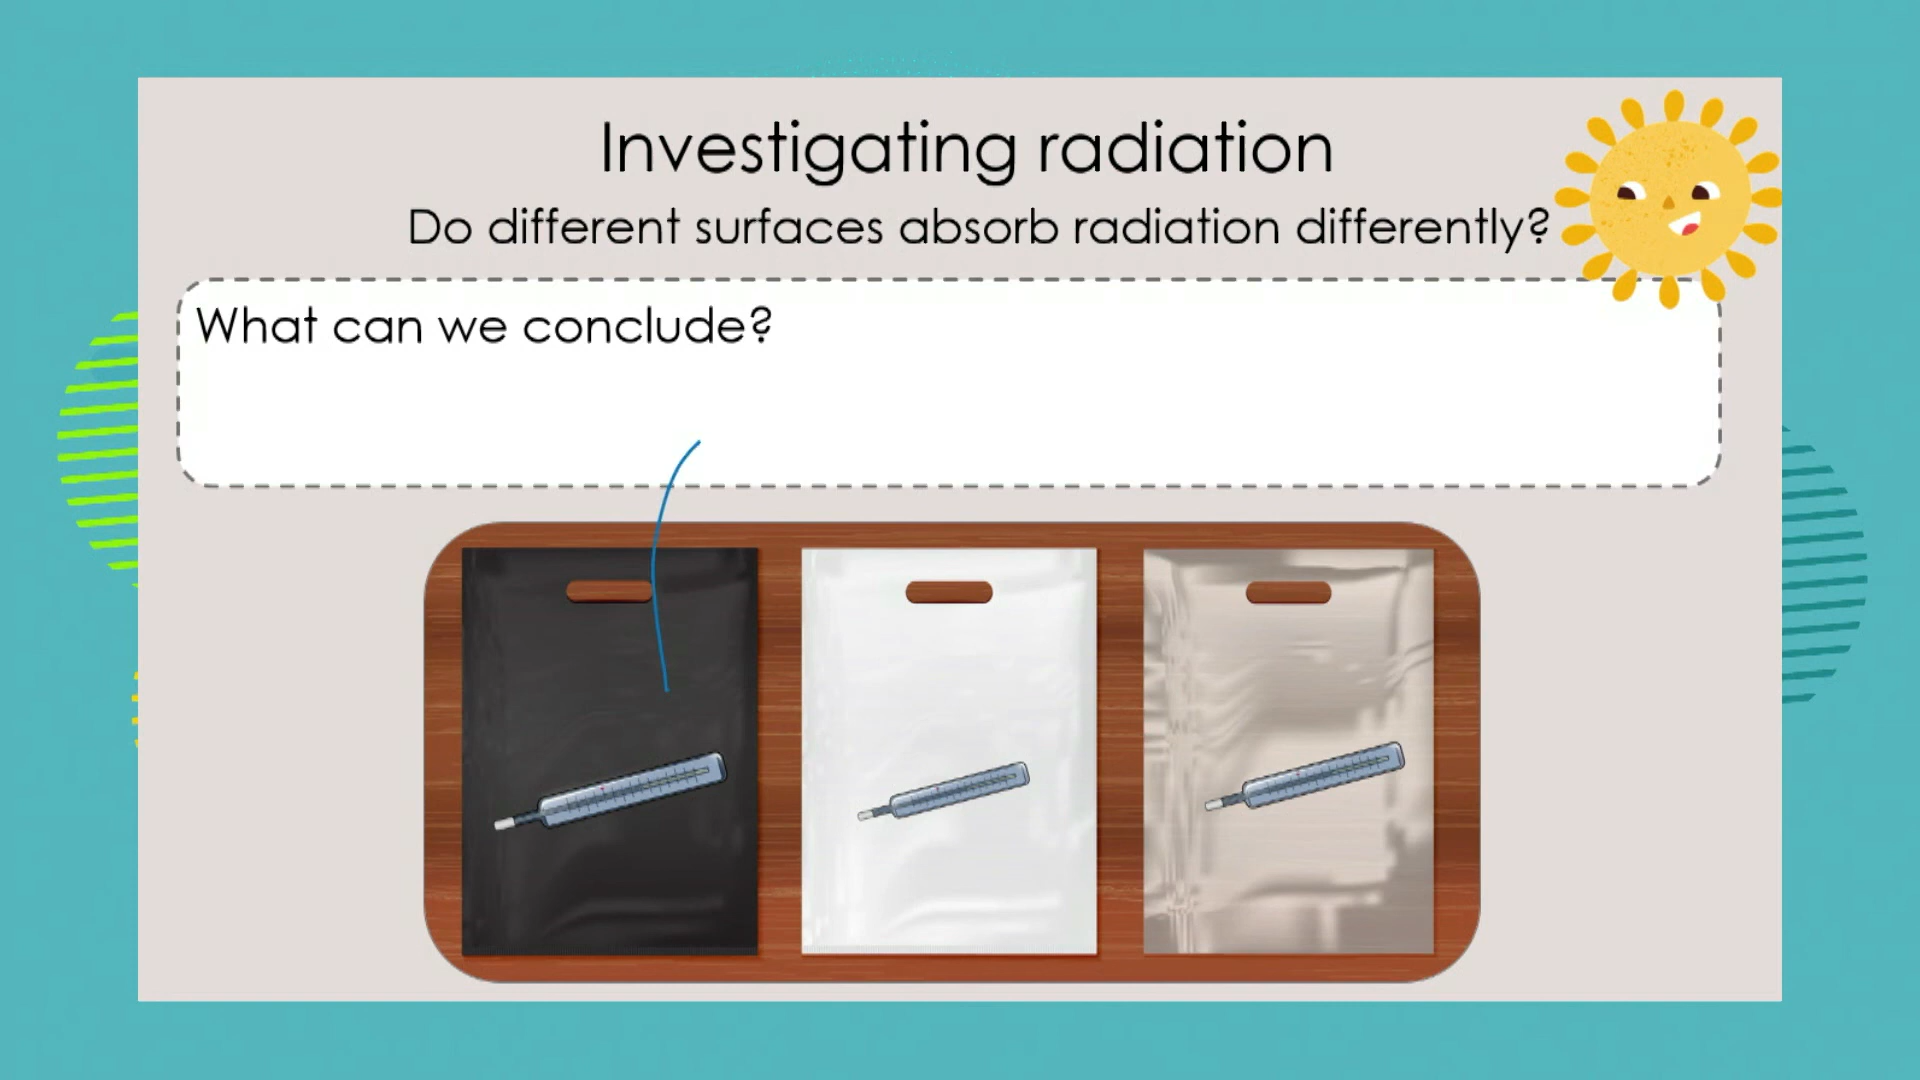 Investigating radiation
Do different surfaces absorb radiation differently?
What can we conclude?